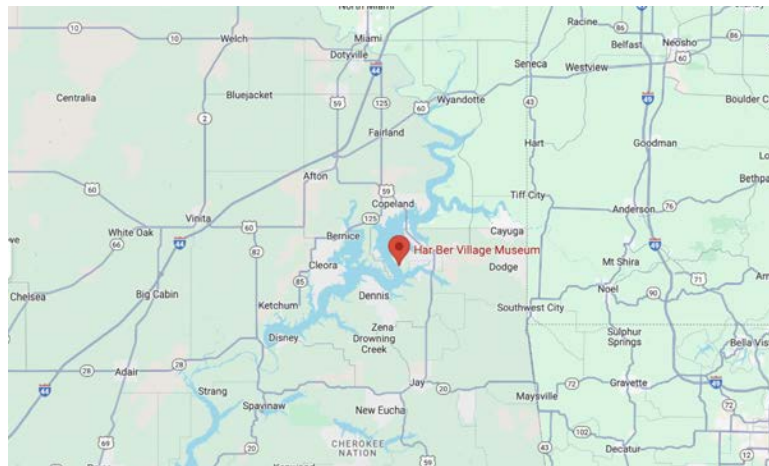 North Miami
Racine
86
10
Welch
10
Miami
Belfast
Neosho
Dotyville
44
60
86
Seneca
Westview
Centralia
Bluejacket
59
125
60
Wyandotte
43
49
Boulder C
2
Fairland
Hart
Goodman
Afton
60
59
Tiff City
Bethpa
Copeland
Anderson
76
Vinita
60
125
White Oak
82
Bernice
Cayuga
49
66
44
Har-Ber Village Museum
Cleora
Dodge
Mt Shira
71
85
Chelsea
Big Cabin
Dennis
Noel
90
Ketchum
Southwest City
59
Zena
Sulphur
Springs
Disney
Drowning
Creek
Bella Vis
28
28
Adair
Jay
20
72
Gravette
49
Strang
44
Maysville
72
Spavinaw
New Eucha
43
102
69
20
CHEROKEE
NATION
Decatur
59